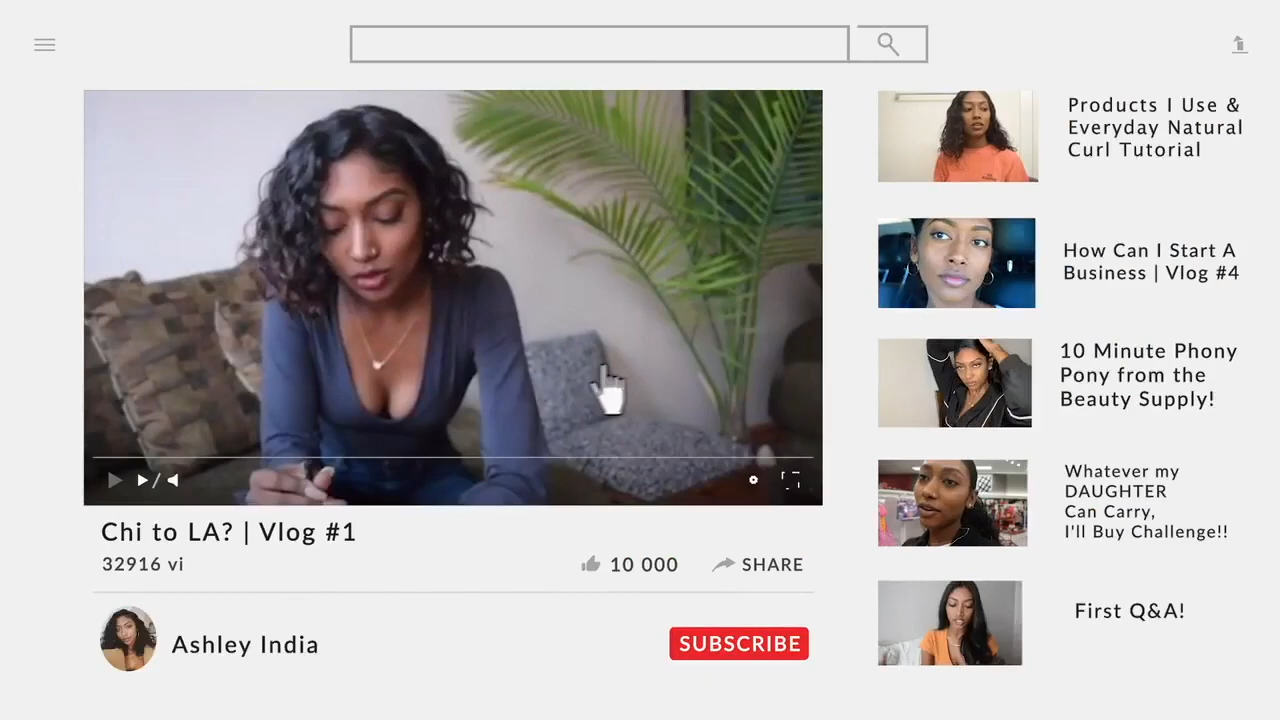 Chi to LA? | Vlog #1
32916 vi
10 000
SHARE
Ashley India
SUBSCRIBE
Products I Use &
Everyday Natural
Curl Tutorial
How Can I Start A
Business | Vlog #4
10 Minute Phony
Pony from the
Beauty Supply!
Whatever my
DAUGHTER
Can Carry,
I'll Buy Challenge!!
First Q&A!